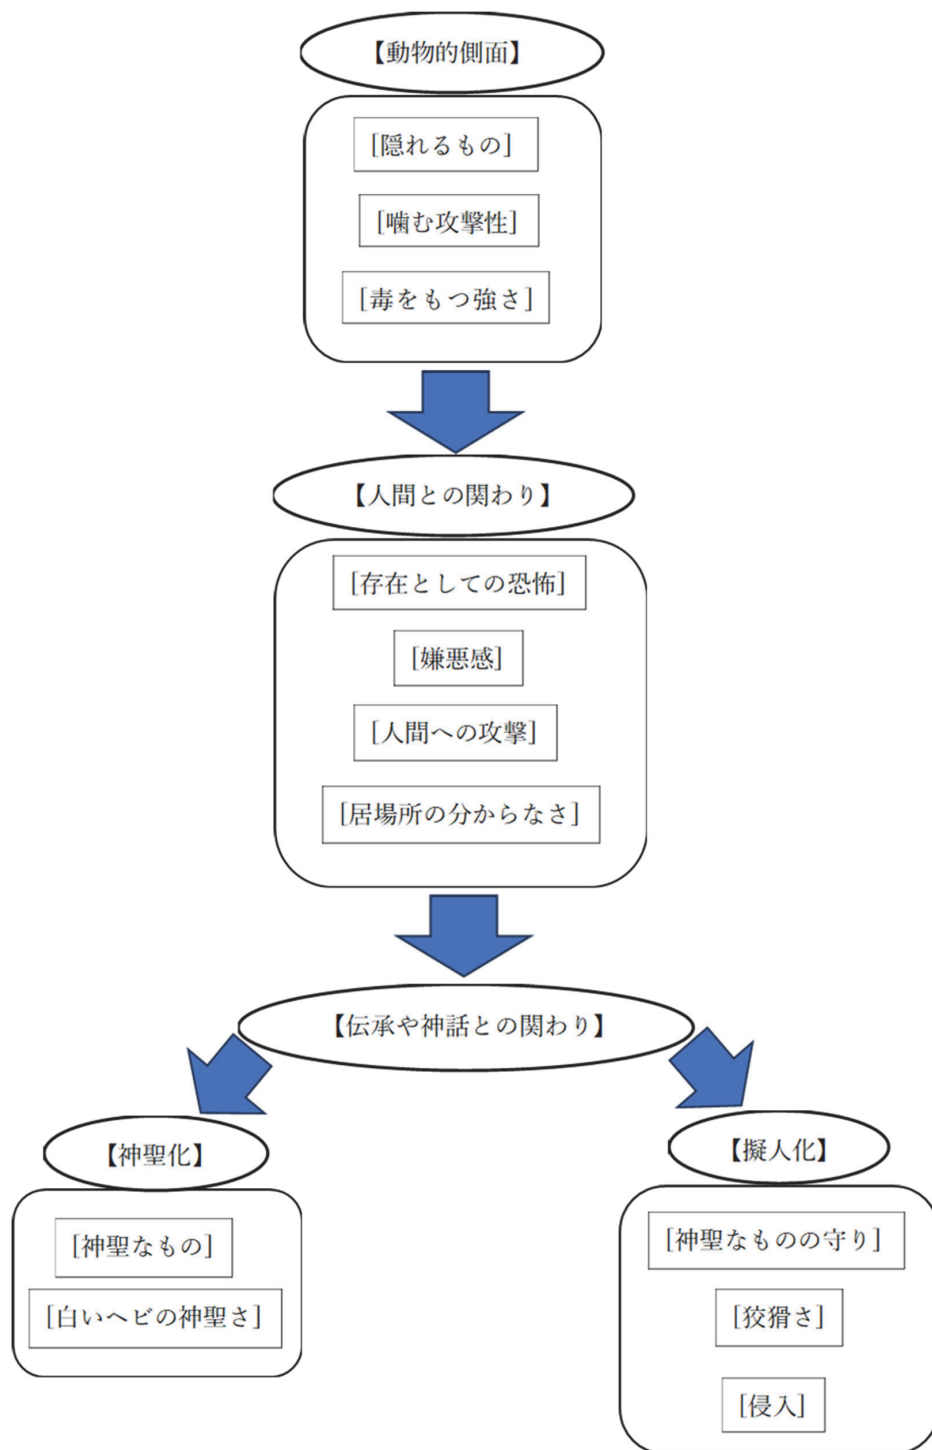 【動物的側面】
[隠れるもの]
[噛む攻撃性]
[毒をもつ強さ]
【人間との関わり】
[存在としての恐怖]
[嫌悪感]
[人間への攻撃]
[居場所の分からなさ]
【伝承や神話との関わり】
【神聖化】
[神聖なもの]
[白いヘビの神聖さ]
【擬人化】
[神聖なものの守り]
[狡猾さ]
[侵入]